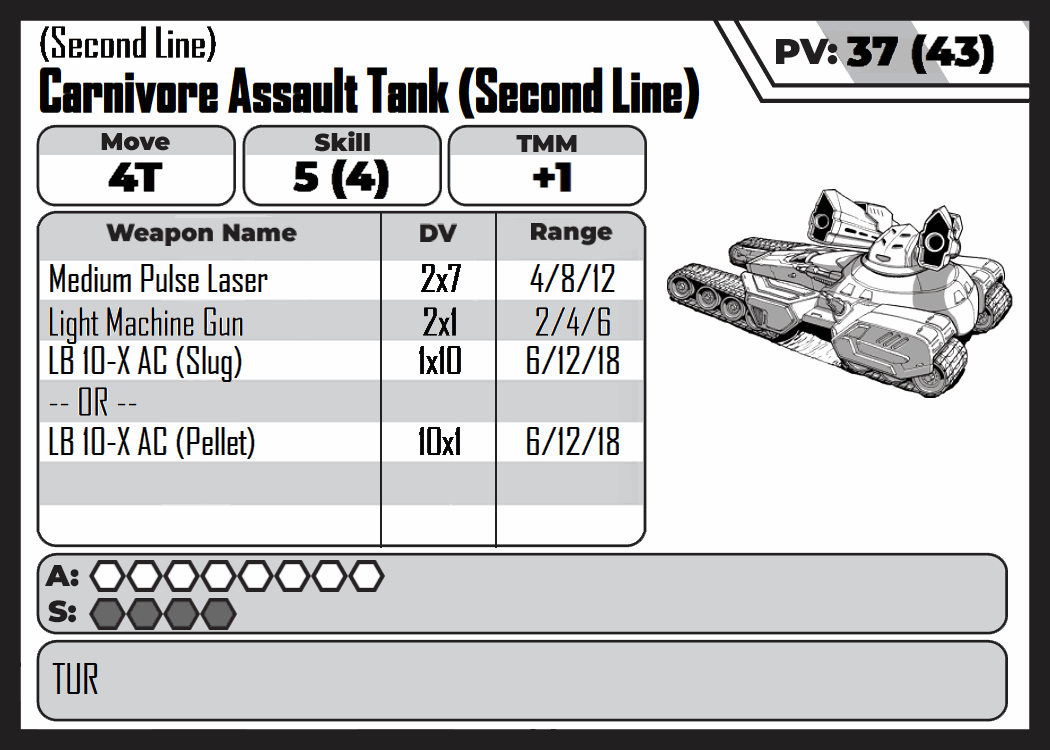 (Second Line)
Carnivore Assault Tank (Second Line)
PV: 37 (43)
Move Skill TMM
4T 5 (4) +1
Weapon Name DV Range
Medium Pulse Laser 2x7 4/8/12
Light Machine Gun 2x1 2/4/6
LB 10-X AC (Slug) 1x10 6/12/18
-- OR --
LB 10-X AC (Pellet) 10x1 6/12/18
A:
S:
TUR